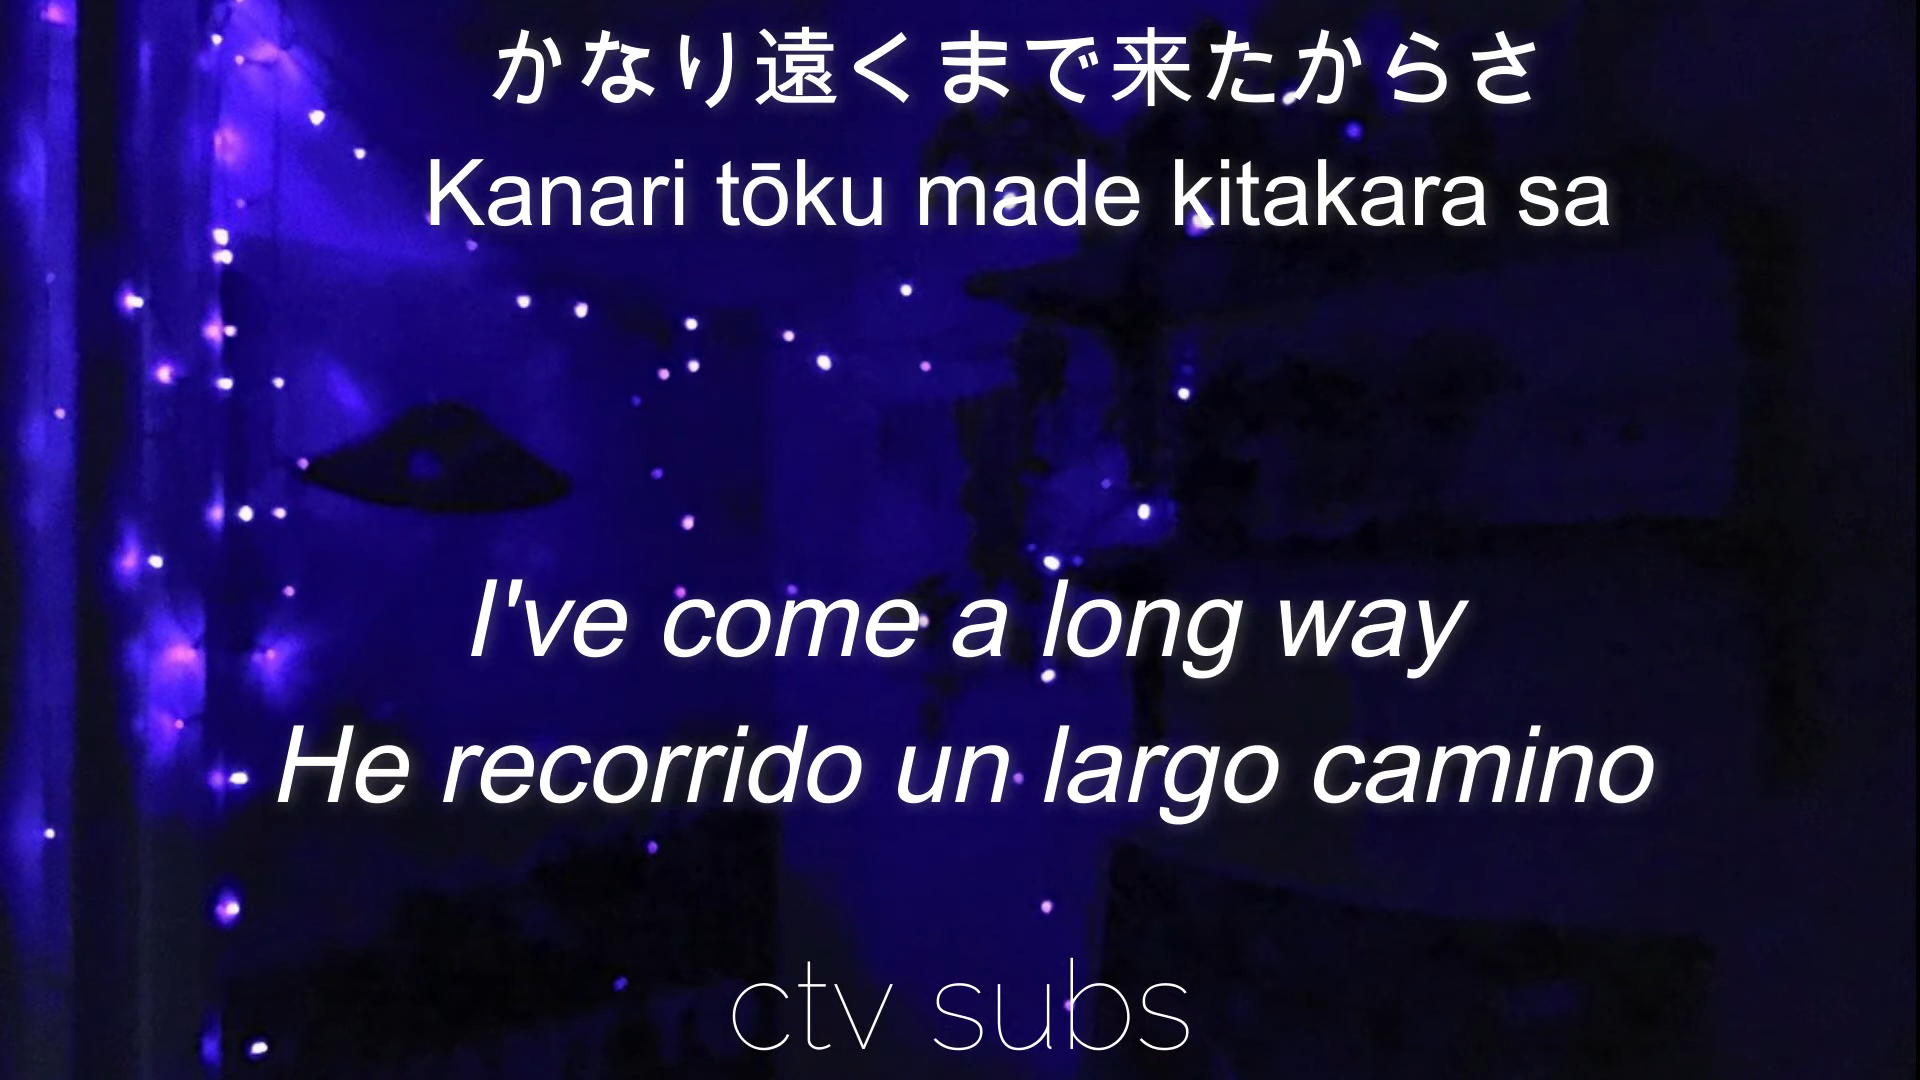 かなり遠くまで来たからさ
Kanari tōku made kitakara sa
I've come a long way
He recorrido un largo camino
ctv subs